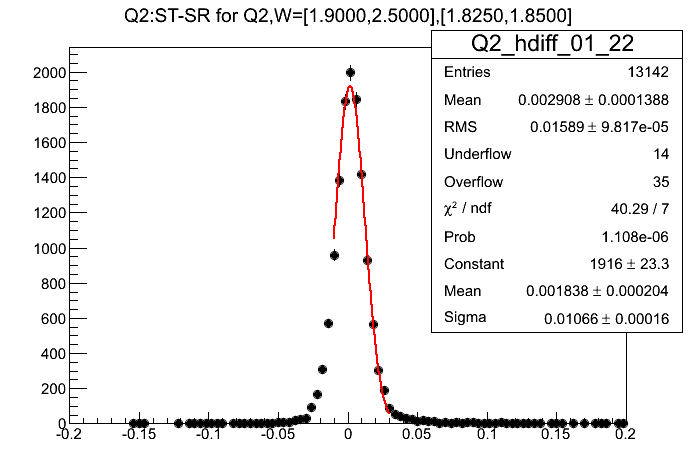 Q2:ST-SR for Q2,W=[1.9000,2.5000],[1.8250,1.8500]
Q2_hdiff_01_22
Entries 13142
Mean 0.002908 ± 0.0001388
RMS 0.01589 ± 9.817e-05
Underflow 14
Overflow 35
χ² / ndf 40.29 / 7
Prob 1.108e-06
Constant 1916 ± 23.3
Mean 0.001838 ± 0.000204
Sigma 0.01066 ± 0.00016
2000
1800
1600
1400
1200
1000
800
600
400
200
0
-0.2 -0.15 -0.1 -0.05 0 0.05 0.1 0.15 0.2